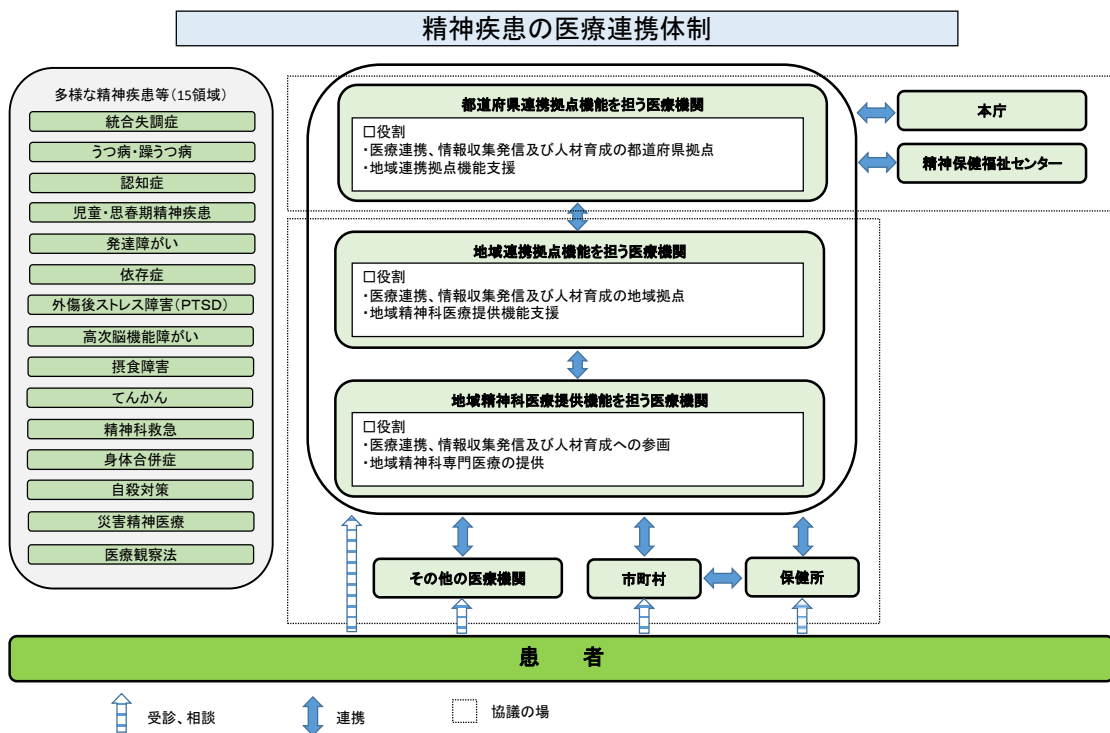 精神疾患の医療連携体制
多様な精神疾患等(15領域)
統合失調症
うつ病・躁うつ病
認知症
児童・思春期精神疾患
発達障がい
依存症
外傷後ストレス障害(PTSD)
高次脳機能障がい
摂食障害
てんかん
精神科救急
身体合併症
自殺対策
災害精神医療
医療観察法
都道府県連携拠点機能を担う医療機関
□役割
・医療連携、情報収集発信及び人材育成の都道府県拠点
・地域連携拠点機能支援
本庁
精神保健福祉センター
地域連携拠点機能を担う医療機関
□役割
・医療連携、情報収集発信及び人材育成の地域拠点
・地域精神科医療提供機能支援
地域精神科医療提供機能を担う医療機関
□役割
・医療連携、情報収集発信及び人材育成への参画
・地域精神科専門医療の提供
その他の医療機関
市町村
保健所
患 者
受診、相談
連携
協議の場